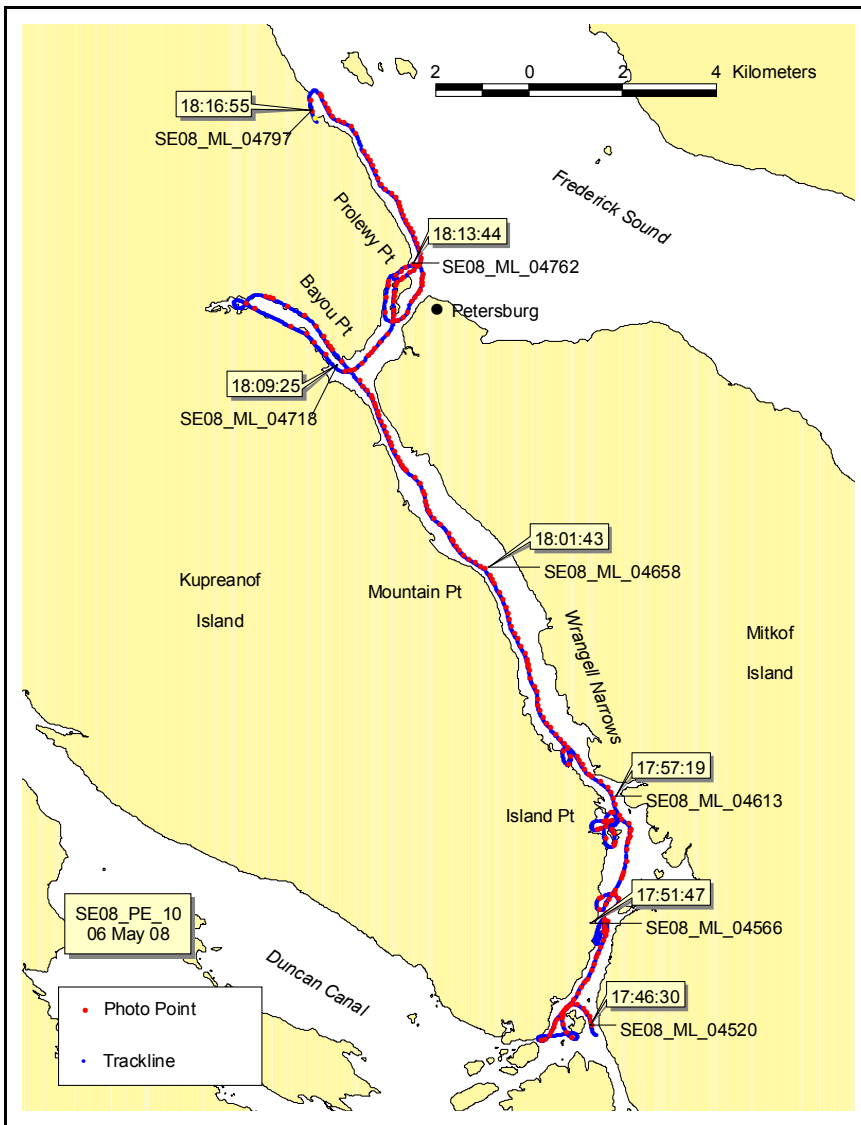 2 0 2 4 Kilometers
18:16:55
SE08_ML_04797
Frederick Sound
Prolewy Pt
18:13:44
SE08_ML_04762
Bayou Pt
Petersburg
18:09:25
SE08_ML_04718
18:01:43
SE08_ML_04658
Kupreanof
Island
Mountain Pt
Wrangell Narrows
Mitkof
Island
17:57:19
SE08_ML_04613
Island Pt
17:51:47
SE08_ML_04566
SE08_PE_10
06 May 08
Duncan Canal
17:46:30
SE08_ML_04520
Photo Point
Trackline